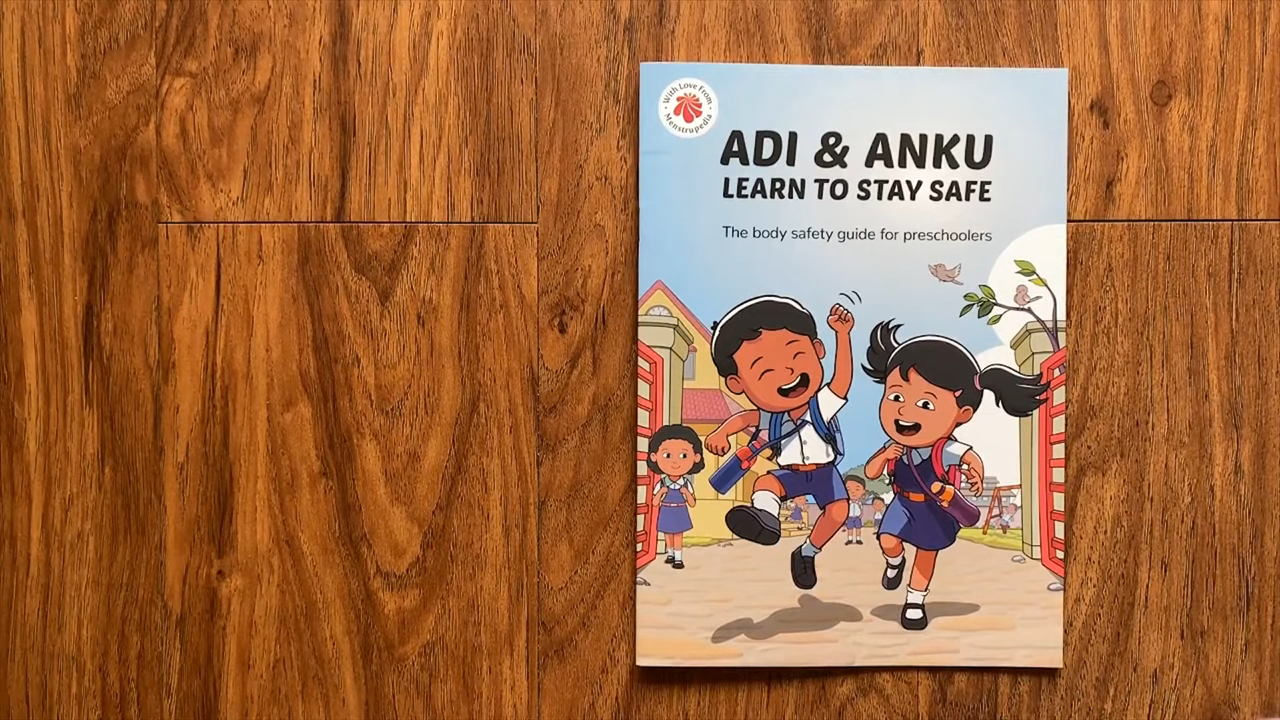 With Love From
Menstrupedia
ADI & ANKU
LEARN TO STAY SAFE
The body safety guide for preschoolers